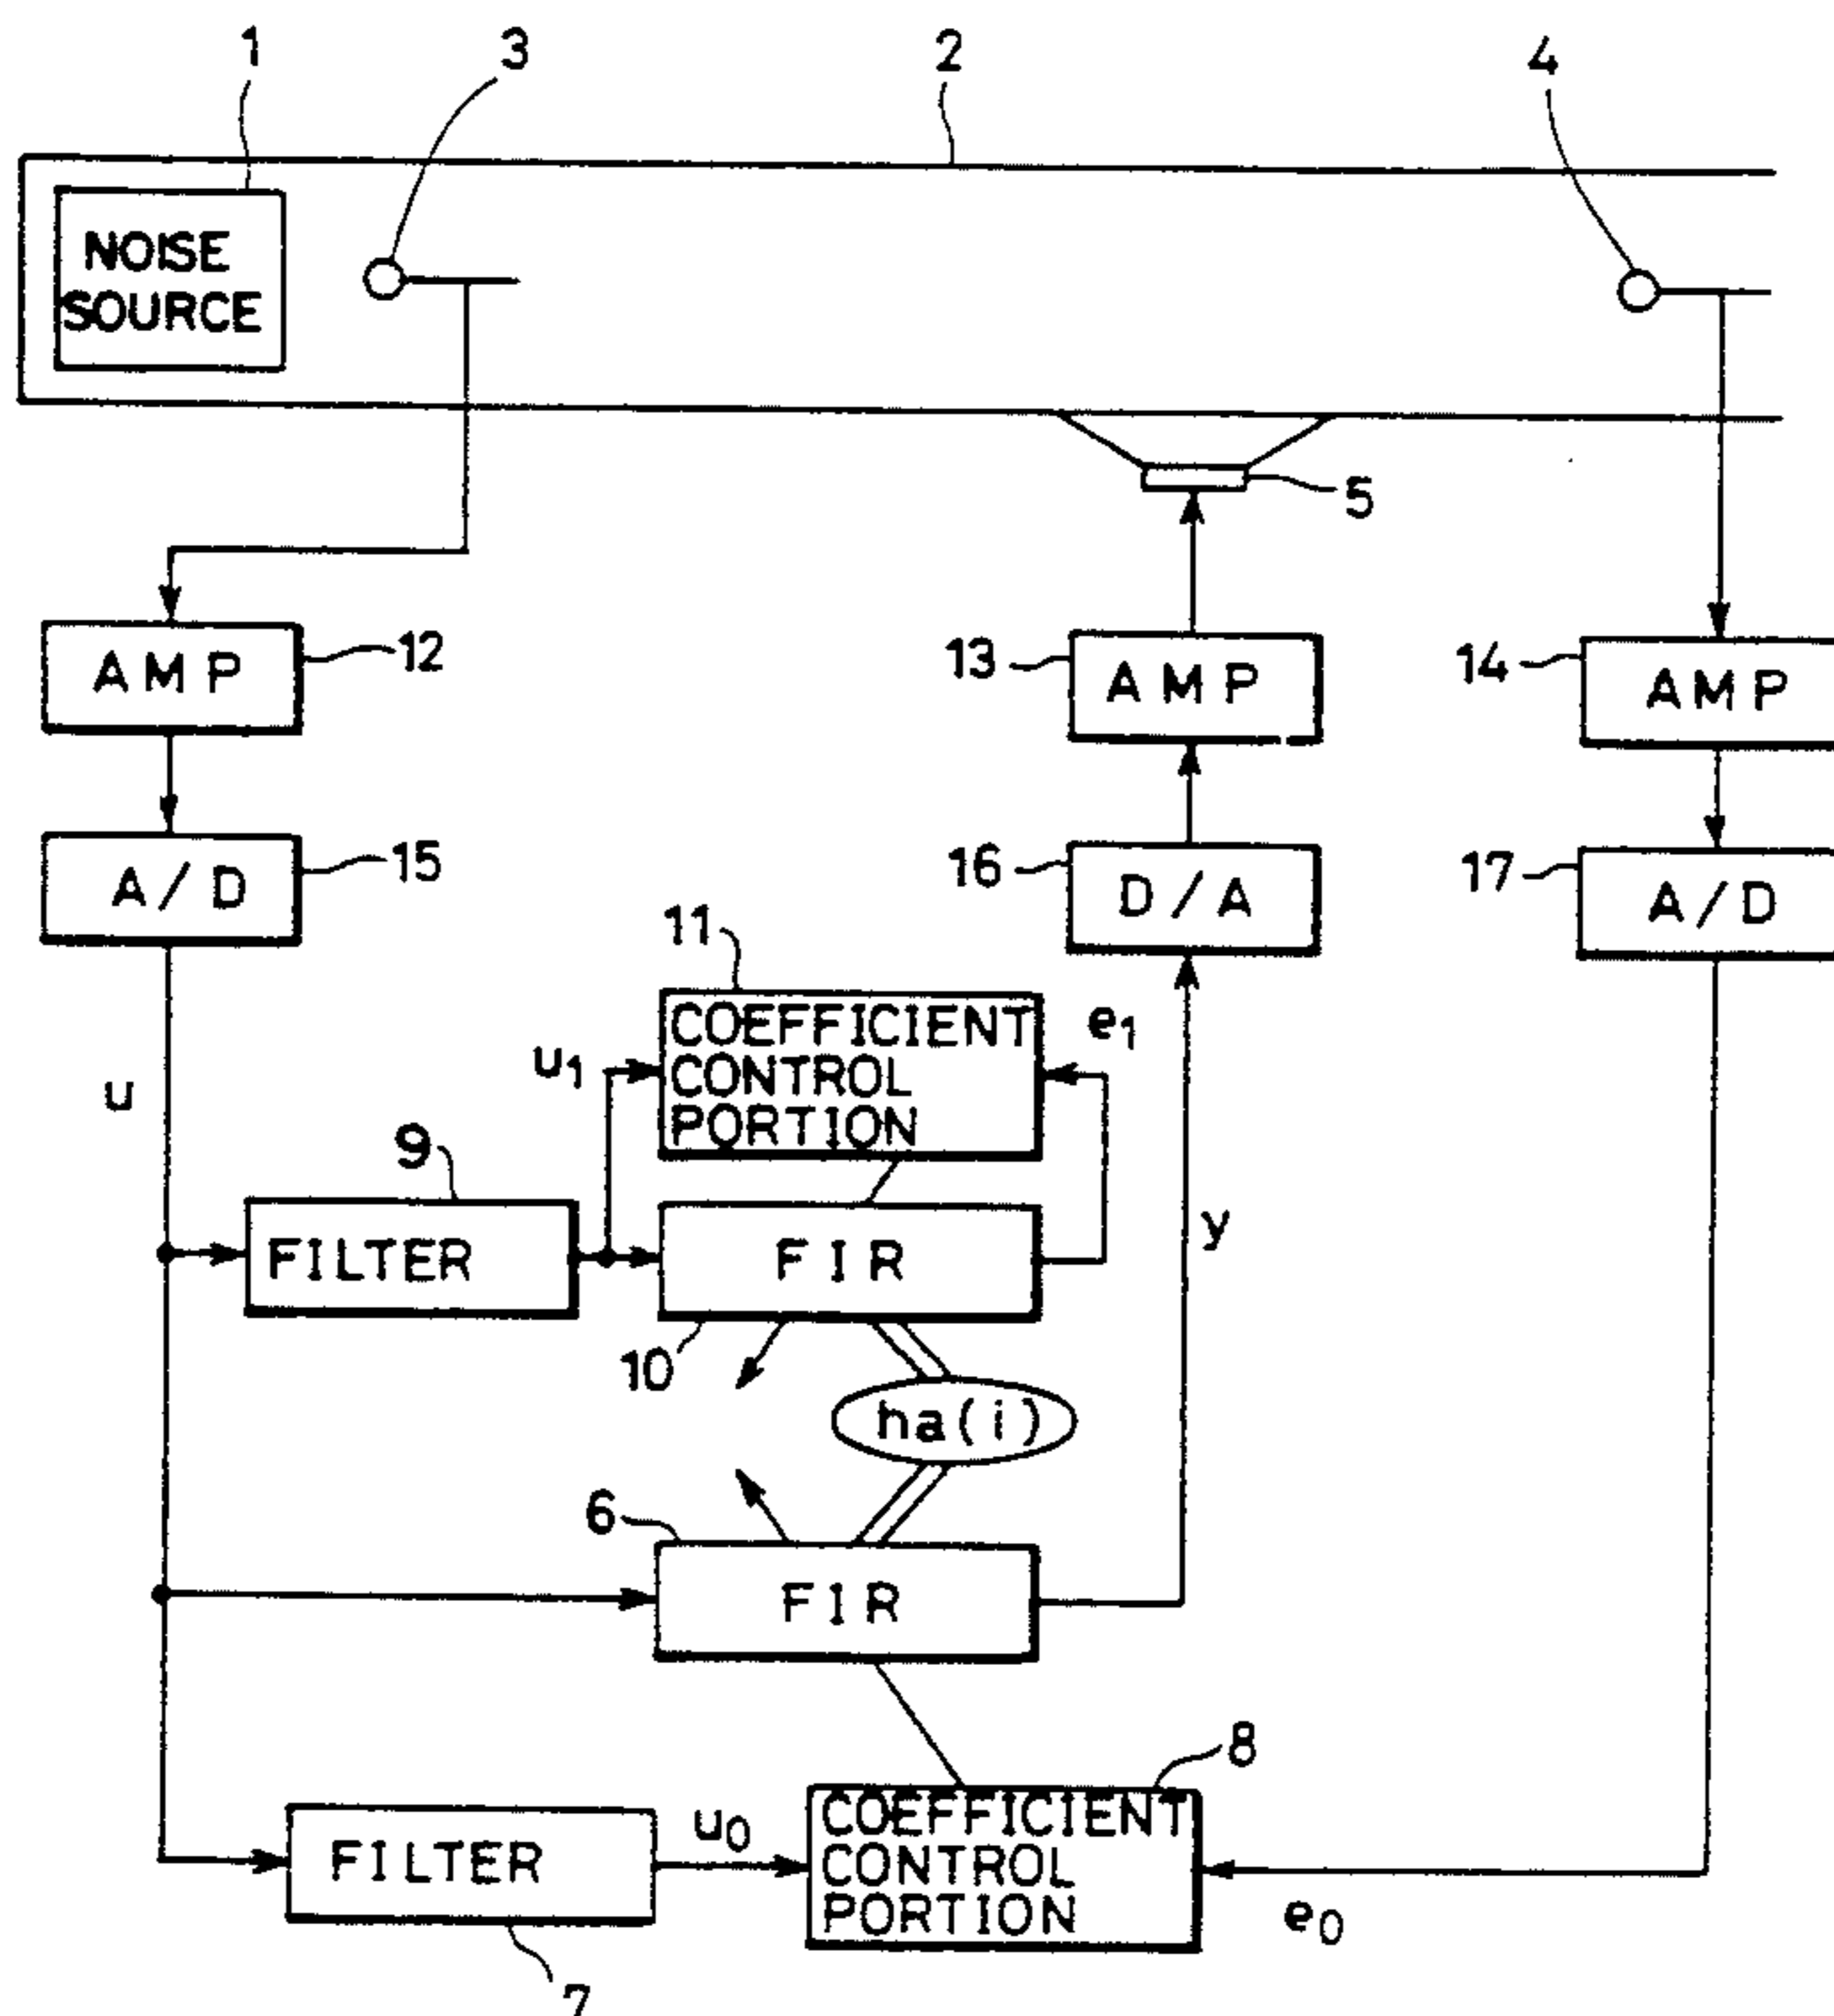 1
3
2
4
NOISE
SOURCE
5
12
13
14
AMP
AMP
AMP
15
16
17
A/D
D/A
A/D
11
COEFFICIENT
CONTROL
PORTION
u1
e1
u
9
FILTER
FIR
y
10
ha(i)
6
FIR
8
FILTER
u0
COEFFICIENT
CONTROL
PORTION
e0
7